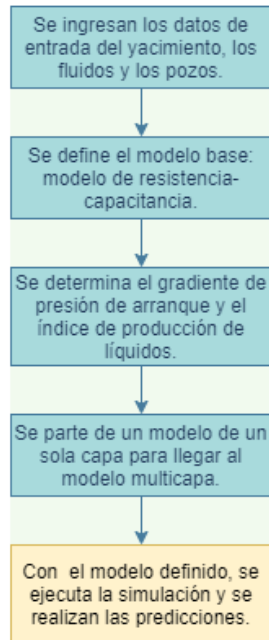 Se ingresan los datos de
entrada del yacimiento, los
fluidos y los pozos.
Se define el modelo base:
modelo de resistencia-
capacitancia.
Se determina el gradiente de
presión de arranque y el
índice de producción de
líquidos.
Se parte de un modelo de un
sola capa para llegar al
modelo multicapa.
Con el modelo definido, se
ejecuta la simulación y se
realizan las predicciones.